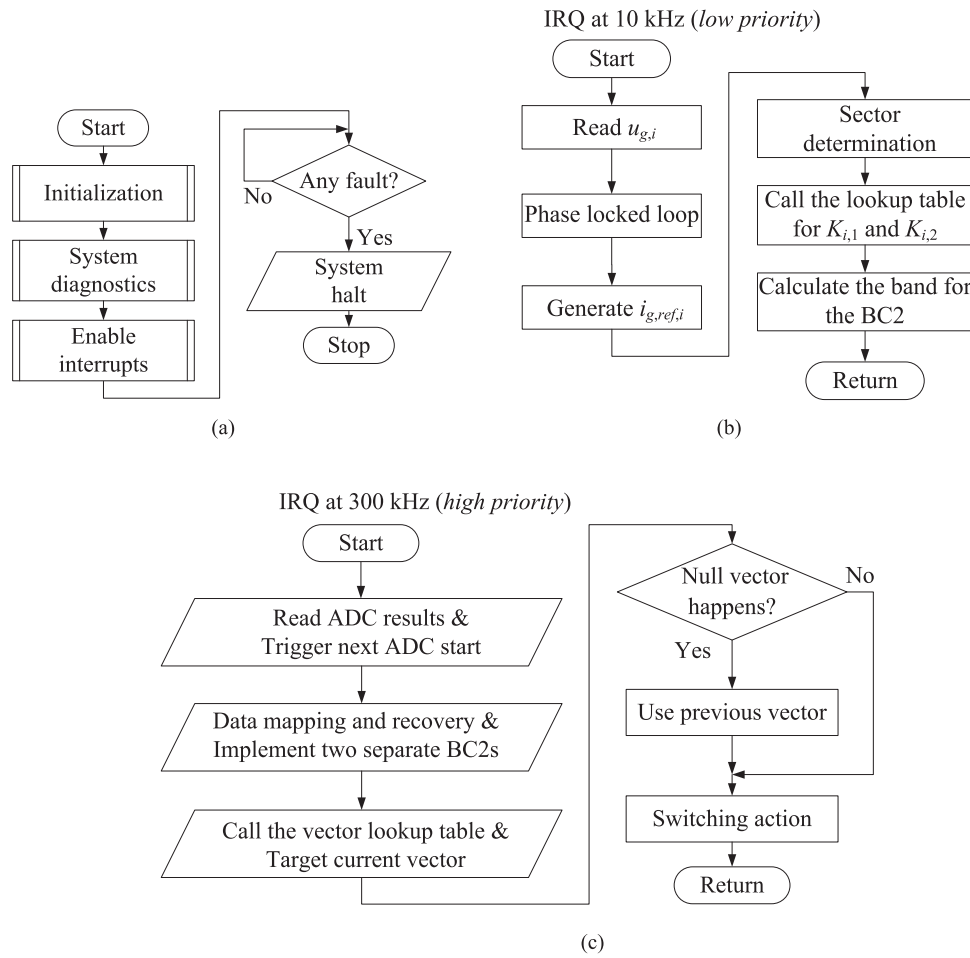 Start
Initialization
System
diagnostics
Enable
interrupts
Any fault?
No
Yes
System
halt
Stop
(a)
IRQ at 10 kHz (low priority)
Start
Read u_{g,i}
Phase locked loop
Generate i_{g,ref,i}
Sector
determination
Call the lookup table
for K_{i,1} and K_{i,2}
Calculate the band for
the BC2
Return
(b)
IRQ at 300 kHz (high priority)
Start
Read ADC results &
Trigger next ADC start
Data mapping and recovery &
Implement two separate BC2s
Call the vector lookup table &
Target current vector
Null vector
happens?
No
Yes
Use previous vector
Switching action
Return
(c)